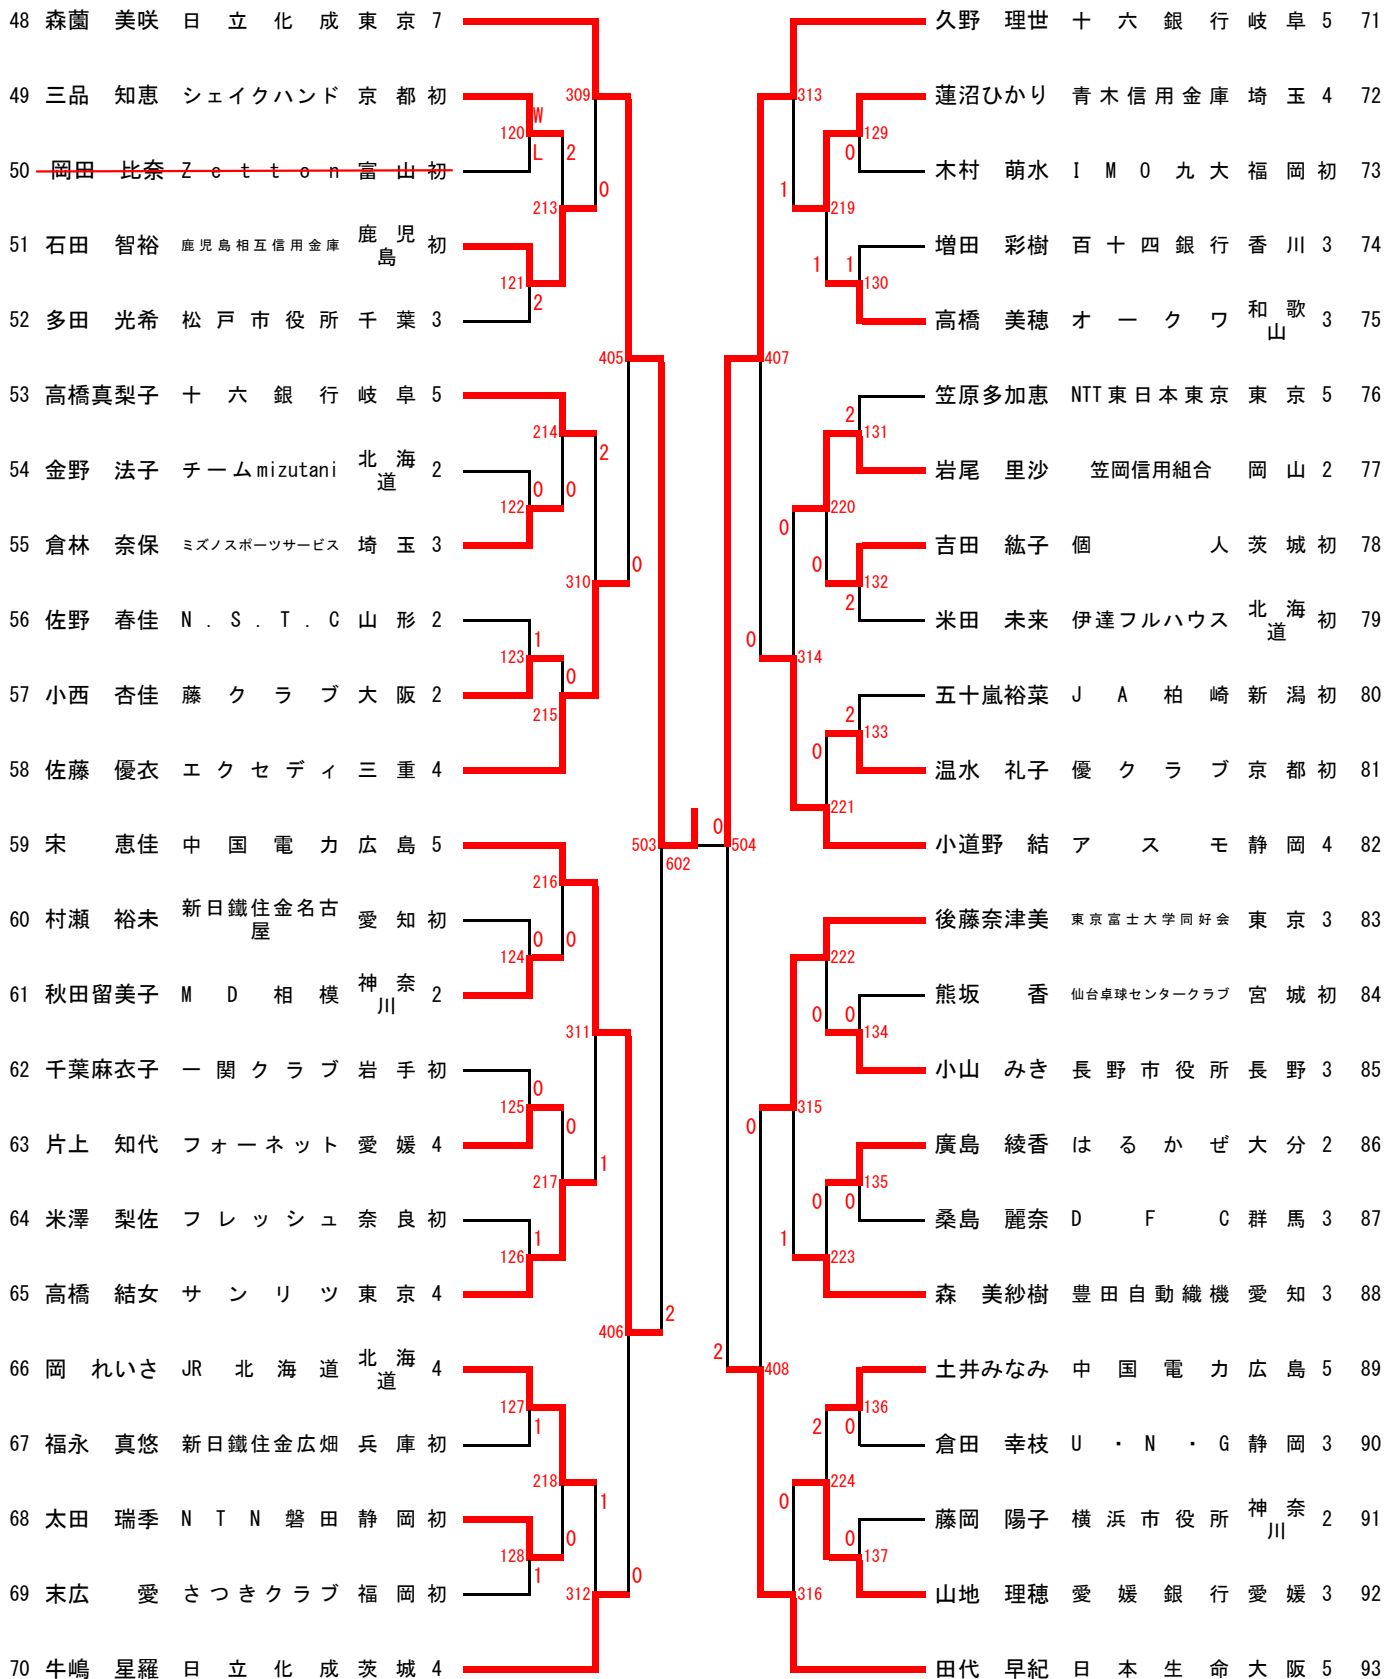 48 森薗 美咲 日立化成 東京 7
49 三品 知恵 シェイクハンド 京都 初
50 岡田 比奈 Zetton 富山 初
51 石田 智裕 鹿児島相互信用金庫 鹿児島 初
52 多田 光希 松戸市役所 千葉 3
53 高橋真梨子 十六銀行 岐阜 5
54 金野 法子 チームmizutani 北海道 2
55 倉林 奈保 ミズノスポーツサービス 埼玉 3
56 佐野 春佳 N.S.T.C 山形 2
57 小西 杏佳 藤クラブ 大阪 2
58 佐藤 優衣 エクセディ 三重 4
59 宋 恵佳 中国電力 広島 5
60 村瀬 裕未 新日鐵住金名古屋 愛知 初
61 秋田留美子 MD相模 神奈川 2
62 千葉麻衣子 一関クラブ 岩手 初
63 片上 知代 フォーネット 愛媛 4
64 米澤 梨佐 フレッシュ 奈良 初
65 高橋 結女 サンリツ 東京 4
66 岡 れいさ JR北海道 北海道 4
67 福永 真悠 新日鐵住金広畑 兵庫 初
68 太田 瑞季 NTN磐田 静岡 初
69 末広 愛 さつきクラブ 福岡 初
70 牛嶋 星羅 日立化成 茨城 4
309
W
120
L 2
0
213
121
2
405
214
2
0 0
122
0
310
1
123
0
215
503
602
216
0 0
124
311
0
125
0
1
217
1
126
2
406
127
1
218
1
0
128
1
0
312
久野 理世 十六銀行 岐阜 5 71
蓮沼ひかり 青木信用金庫 埼玉 4 72
木村 萌水 IMO九大 福岡 初 73
増田 彩樹 百十四銀行 香川 3 74
高橋 美穂 オークワ 和歌山 3 75
笠原多加恵 NTT東日本東京 東京 5 76
岩尾 里沙 笠岡信用組合 岡山 2 77
吉田 紘子 個人 茨城 初 78
米田 未来 伊達フルハウス 北海道 初 79
五十嵐裕菜 JA柏崎 新潟 初 80
温水 礼子 優クラブ 京都 初 81
小道野 結 アスモ 静岡 4 82
後藤奈津美 東京富士大学同好会 東京 3 83
熊坂 香 仙台卓球センタークラブ 宮城 初 84
小山 みき 長野市役所 長野 3 85
廣島 綾香 はるかぜ 大分 2 86
桑島 麗奈 DFC 群馬 3 87
森 美紗樹 豊田自動織機 愛知 3 88
土井みなみ 中国電力 広島 5 89
倉田 幸枝 U・N・G 静岡 3 90
藤岡 陽子 横浜市役所 神奈川 2 91
山地 理穂 愛媛銀行 愛媛 3 92
田代 早紀 日本生命 大阪 5 93
313
129
0
1
219
1 1
130
407
2
131
220
0
0
132
2
0
314
2
133
0
221
0
504
222
0 0
134
0
315
135
0 0
1
223
2
408
136
2 0
224
0
0
137
316